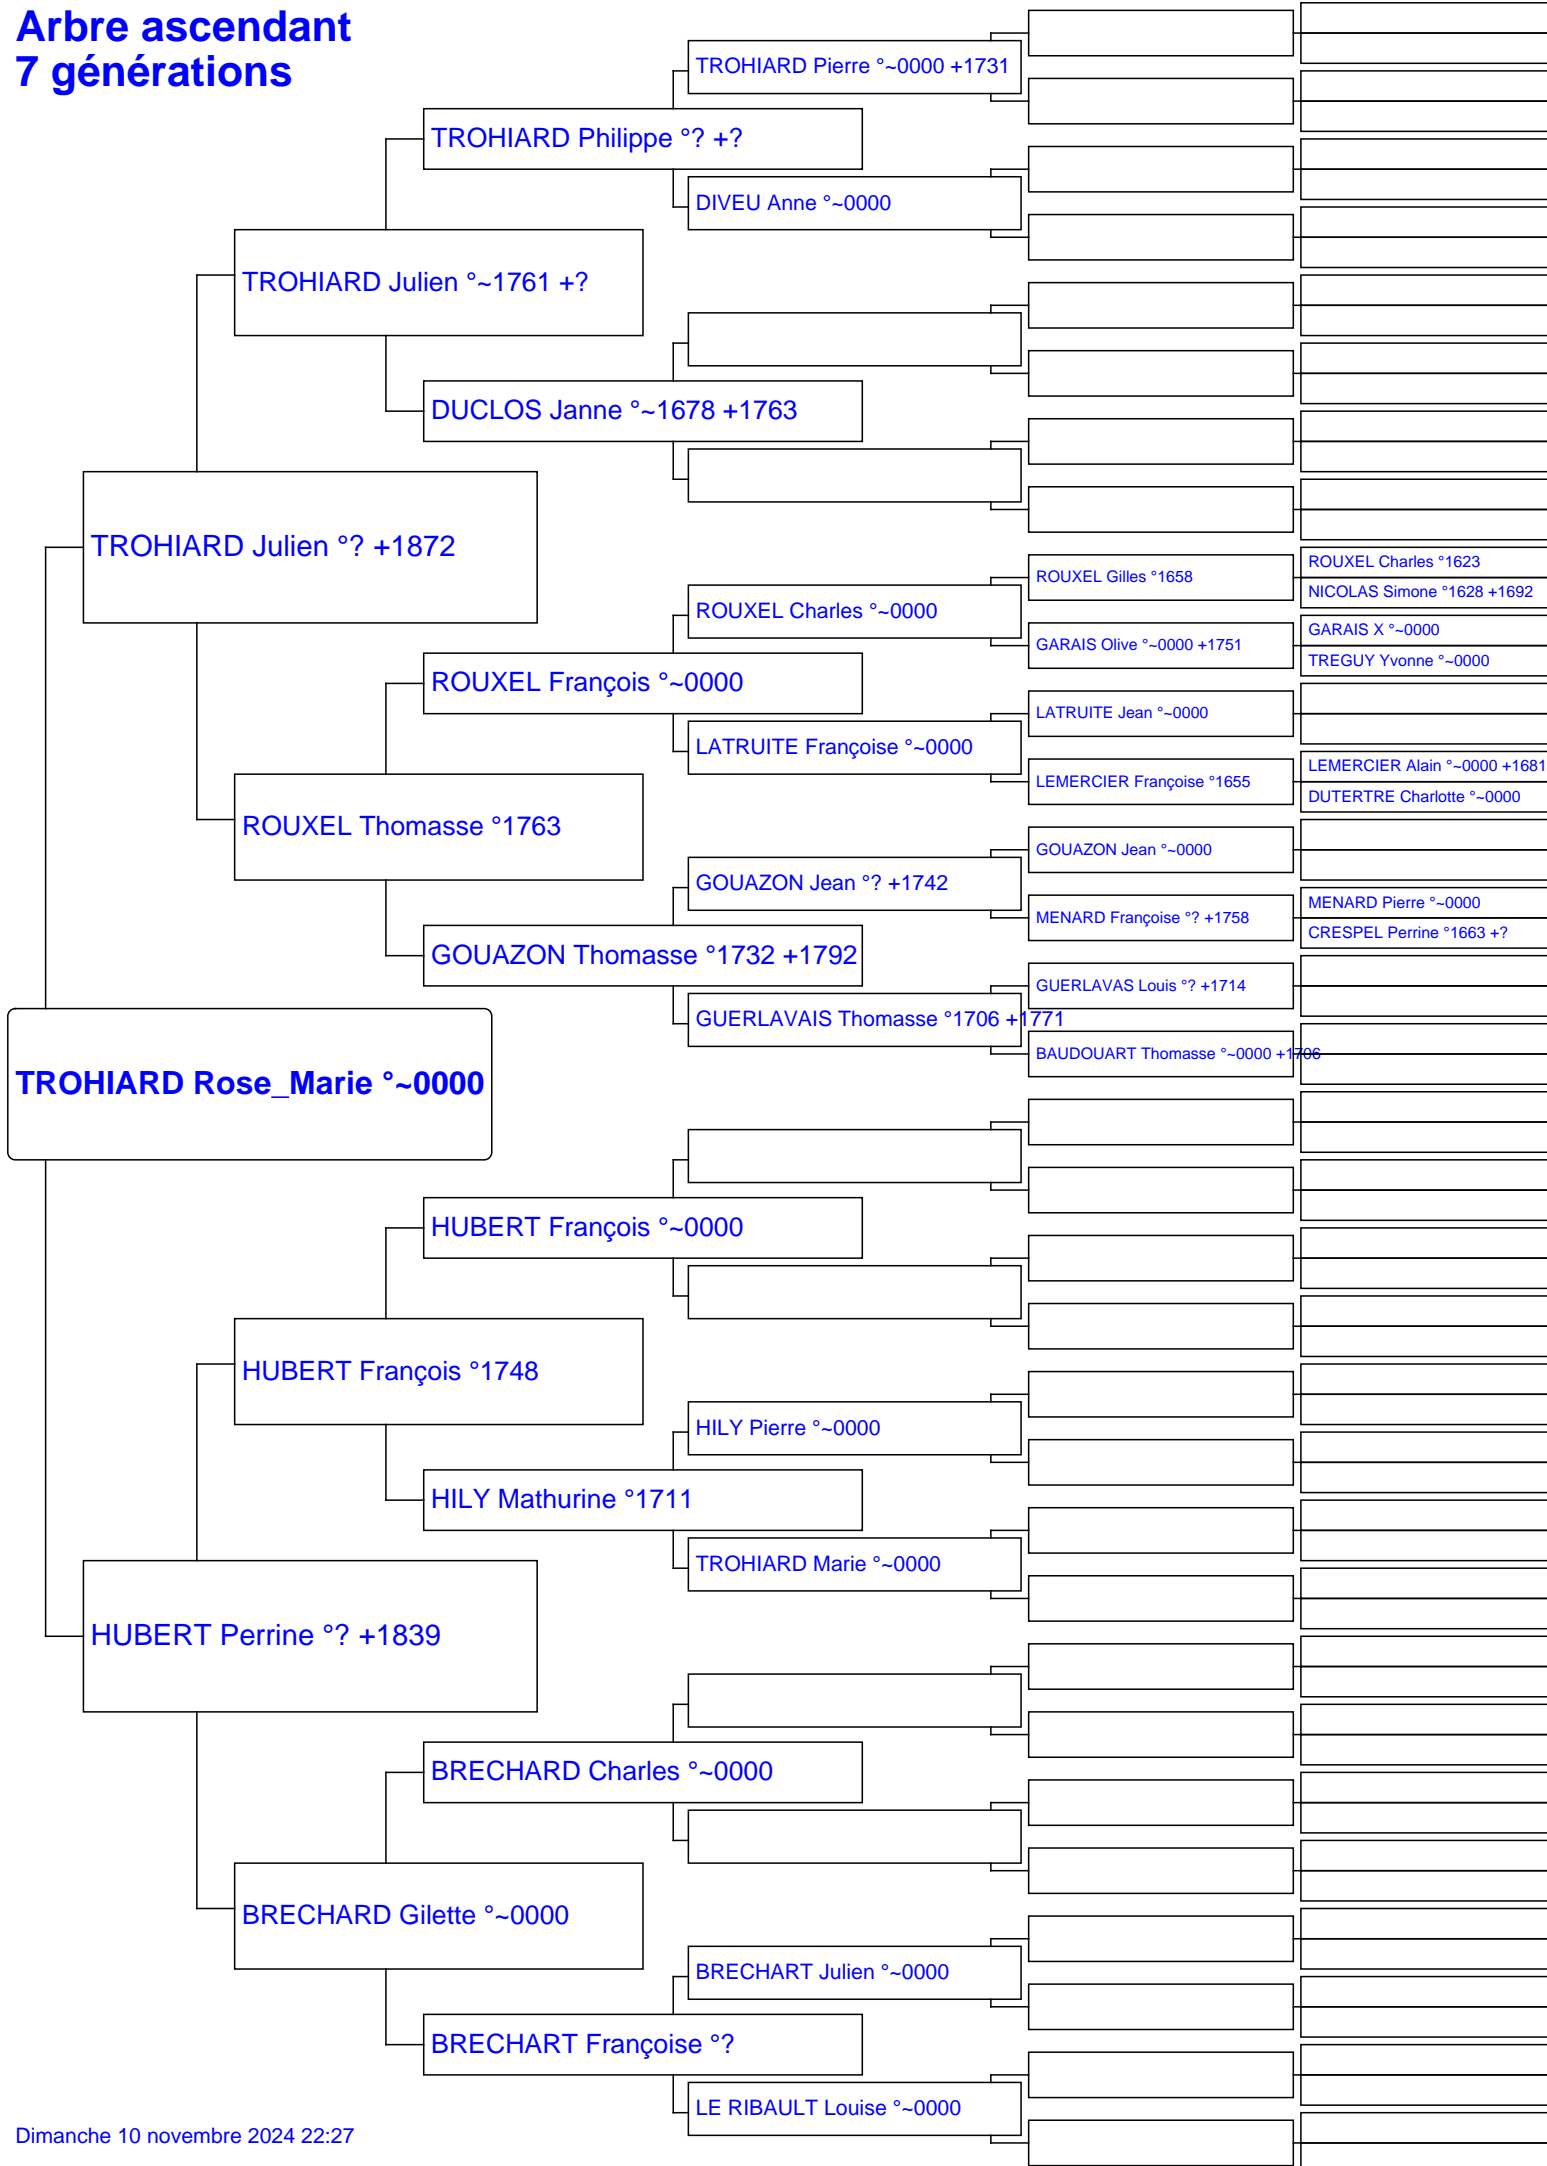 Arbre ascendant
7 générations
TROHIARD Pierre °~0000 +1731
TROHIARD Philippe °? +?
DIVEU Anne °~0000
TROHIARD Julien °~1761 +?
DUCLOS Janne °~1678 +1763
TROHIARD Julien °? +1872
ROUXEL Charles °1623
ROUXEL Gilles °1658
NICOLAS Simone °1628 +1692
ROUXEL Charles °~0000
GARAIS X °~0000
GARAIS Olive °~0000 +1751
TREGUY Yvonne °~0000
ROUXEL François °~0000
LATRUITE Jean °~0000
LATRUITE Françoise °~0000
LEMERCIER Alain °~0000 +1681
LEMERCIER Françoise °1655
DUTERTRE Charlotte °~0000
ROUXEL Thomasse °1763
GOUAZON Jean °~0000
GOUAZON Jean °? +1742
MENARD Pierre °~0000
MENARD Françoise °? +1758
CRESPEL Perrine °1663 +?
GOUAZON Thomasse °1732 +1792
GUERLAVAS Louis °? +1714
GUERLAVAIS Thomasse °1706 +1771
BAUDOUART Thomasse °~0000 +1706
TROHIARD Rose_Marie °~0000
HUBERT François °~0000
HUBERT François °1748
HILY Pierre °~0000
HILY Mathurine °1711
TROHIARD Marie °~0000
HUBERT Perrine °? +1839
BRECHARD Charles °~0000
BRECHARD Gilette °~0000
BRECHART Julien °~0000
BRECHART Françoise °?
LE RIBAULT Louise °~0000
Dimanche 10 novembre 2024 22:27